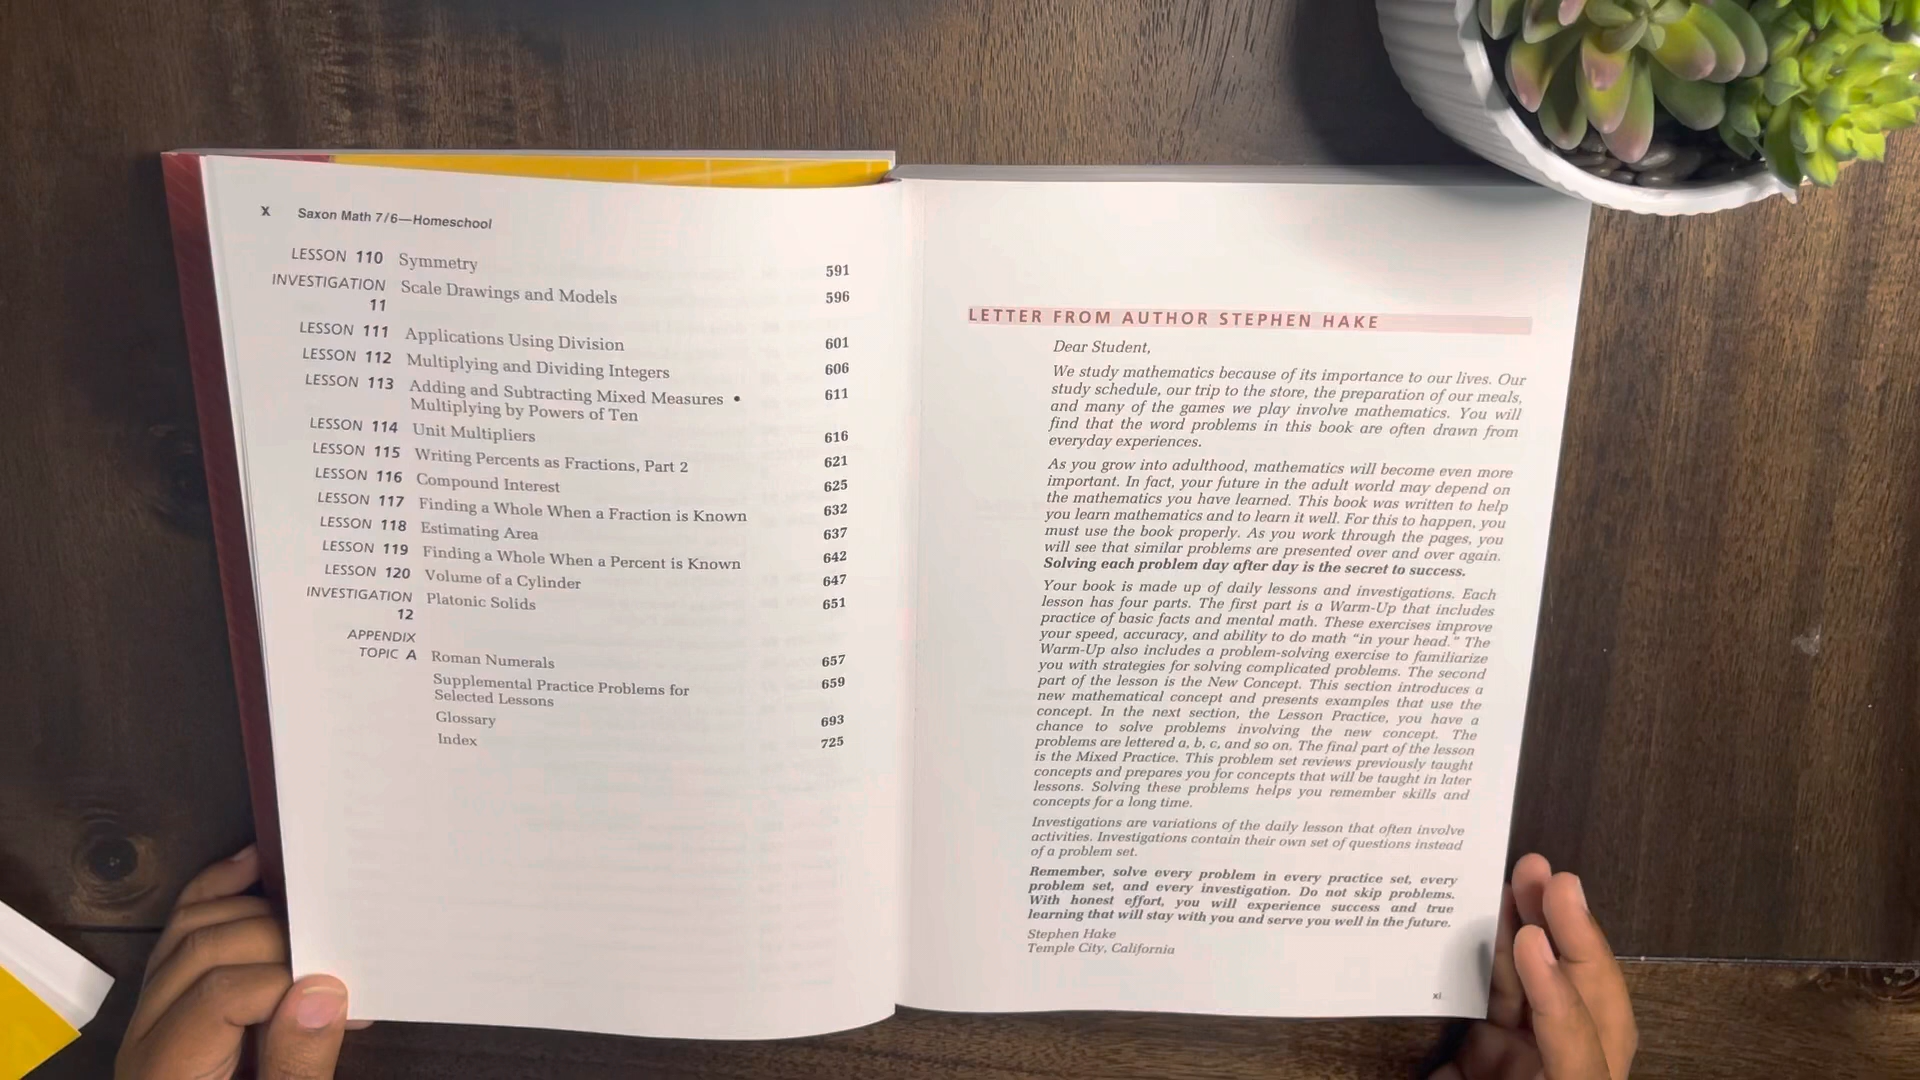 x Saxon Math 7/6—Homeschool
LESSON 110 Symmetry 591
INVESTIGATION 11 Scale Drawings and Models 596
LESSON 111 Applications Using Division 601
LESSON 112 Multiplying and Dividing Integers 606
LESSON 113 Adding and Subtracting Mixed Measures • 611
Multiplying by Powers of Ten
LESSON 114 Unit Multipliers 616
LESSON 115 Writing Percents as Fractions, Part 2 621
LESSON 116 Compound Interest 625
LESSON 117 Finding a Whole When a Fraction is Known 632
LESSON 118 Estimating Area 637
LESSON 119 Finding a Whole When a Percent is Known 642
LESSON 120 Volume of a Cylinder 647
INVESTIGATION 12 Platonic Solids 651
APPENDIX
TOPIC A Roman Numerals 657
Supplemental Practice Problems for 659
Selected Lessons
Glossary 693
Index 725
LETTER FROM AUTHOR STEPHEN HAKE
Dear Student,
We study mathematics because of its importance to our lives. Our
study schedule, our trip to the store, the preparation of our meals,
and many of the games we play involve mathematics. You will
find that the word problems in this book are often drawn from
everyday experiences.
As you grow into adulthood, mathematics will become even more
important. In fact, your future in the adult world may depend on
the mathematics you have learned. This book was written to help
you learn mathematics and to learn it well. For this to happen, you
must use the book properly. As you work through the pages, you
will see that similar problems are presented over and over again.
Solving each problem day after day is the secret to success.
Your book is made up of daily lessons and investigations. Each
lesson has four parts. The first part is a Warm-Up that includes
practice of basic facts and mental math. These exercises improve
your speed, accuracy, and ability to do math “in your head.” The
Warm-Up also includes a problem-solving exercise to familiarize
you with strategies for solving complicated problems. The second
part of the lesson is the New Concept. This section introduces a
new mathematical concept and presents examples that use the
concept. In the next section, the Lesson Practice, you have a
chance to solve problems involving the new concept. The
problems are lettered a, b, c, and so on. The final part of the lesson
is the Mixed Practice. This problem set reviews previously taught
concepts and prepares you for concepts that will be taught in later
lessons. Solving these problems helps you remember skills and
concepts for a long time.
Investigations are variations of the daily lesson that often involve
activities. Investigations contain their own set of questions instead
of a problem set.
Remember, solve every problem in every practice set, every
problem set, and every investigation. Do not skip problems.
With honest effort, you will experience success and true
learning that will stay with you and serve you well in the future.
Stephen Hake
Temple City, California
xi